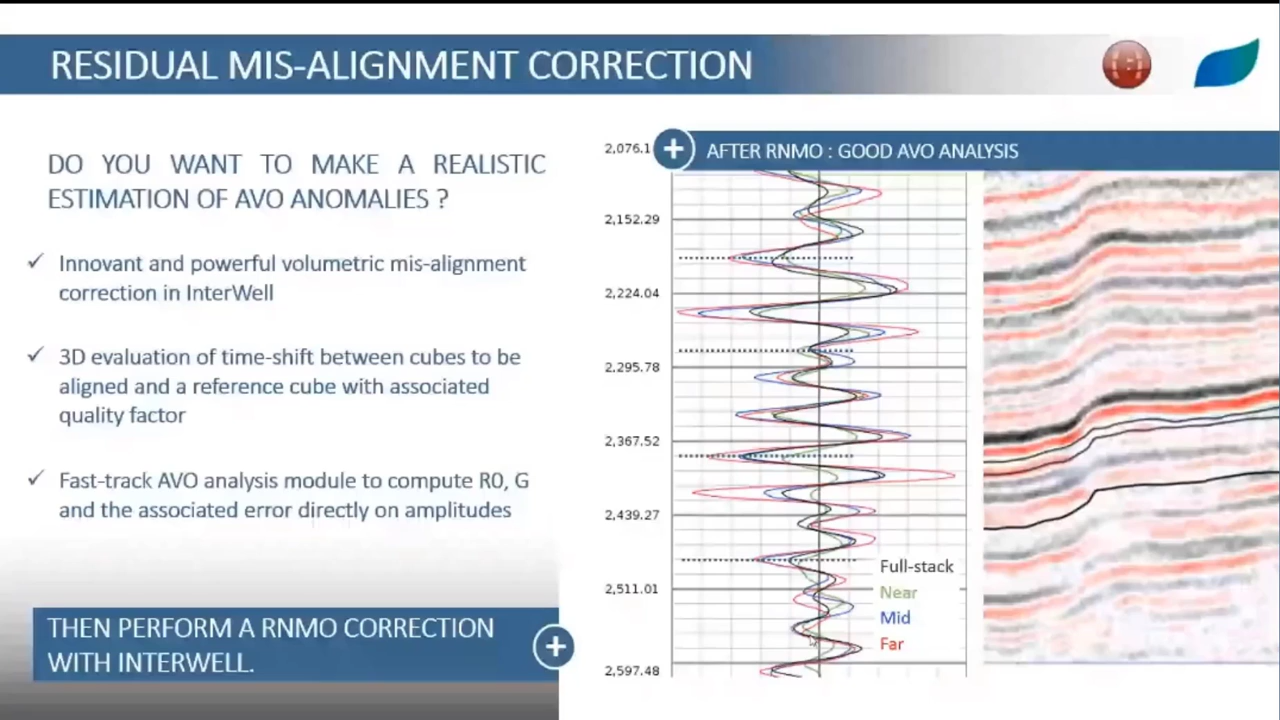 RESIDUAL MIS-ALIGNMENT CORRECTION
DO YOU WANT TO MAKE A REALISTIC
ESTIMATION OF AVO ANOMALIES ?
✓ Innovant and powerful volumetric mis-alignment
correction in InterWell
✓ 3D evaluation of time-shift between cubes to be
aligned and a reference cube with associated
quality factor
✓ Fast-track AVO analysis module to compute R0, G
and the associated error directly on amplitudes
THEN PERFORM A RNMO CORRECTION
WITH INTERWELL.
+
+
AFTER RNMO : GOOD AVO ANALYSIS
2,076.1
2,152.29
2,224.04
2,295.78
2,367.52
2,439.27
2,511.01
2,597.48
Full-stack
Near
Mid
Far